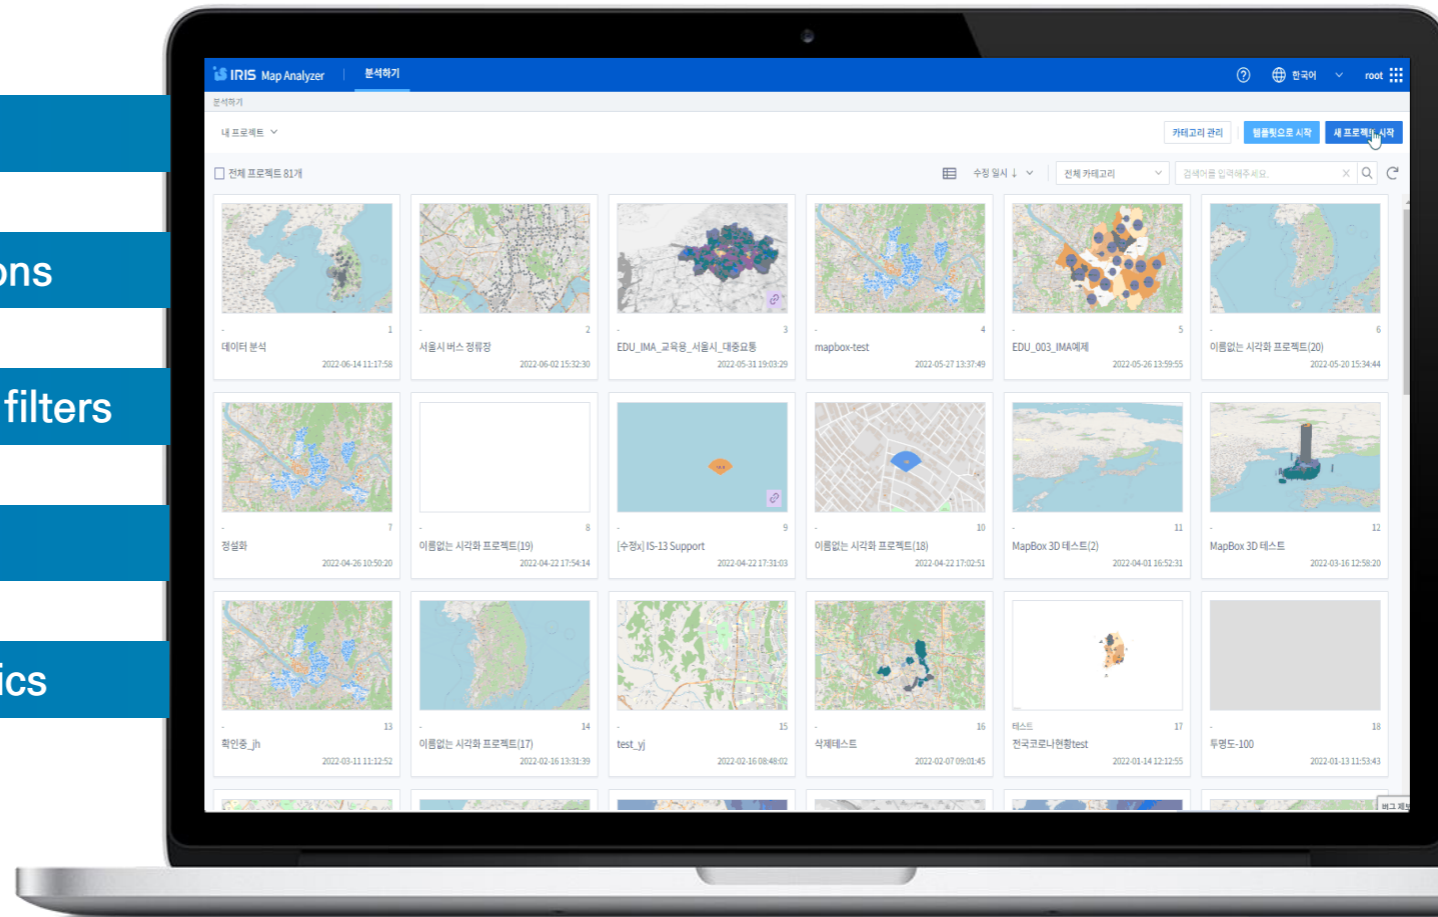 ons
filters
ics
IRIS Map Analyzer
분석하기
한국어
root
분석하기
내 프로젝트
카테고리 관리
템플릿으로 시작
새 프로젝트 시작
전체 프로젝트 81개
수정 일시 ↓
전체 카테고리
검색어를 입력해주세요.
- 1
데이터 분석
2022-06-14 11:17:58
- 2
서울시 버스 정류장
2022-06-02 15:32:30
- 3
EDU_IMA_교육용_서울시_대중요통
2022-05-31 19:03:29
- 4
mapbox-test
2022-05-27 13:37:49
- 5
EDU_003_IMA예제
2022-05-26 13:59:55
- 6
이름없는 시각화 프로젝트(20)
2022-05-20 15:34:44
- 7
정설화
2022-04-26 10:50:20
- 8
이름없는 시각화 프로젝트(19)
2022-04-22 17:54:14
- 9
[수정x] IS-13 Support
2022-04-22 17:31:03
- 10
이름없는 시각화 프로젝트(18)
2022-04-22 17:02:51
- 11
MapBox 3D 테스트(2)
2022-04-01 16:52:31
- 12
MapBox 3D 테스트
2022-03-16 12:58:20
- 13
확인중_jh
2022-03-11 11:12:52
- 14
이름없는 시각화 프로젝트(17)
2022-02-16 13:31:39
- 15
test_yj
2022-02-16 08:48:02
- 16
삭제테스트
2022-02-07 09:01:45
테스트 17
전국코로나현황test
2022-01-14 12:12:55
- 18
투명도-100
2022-01-13 11:53:43
버그 제보